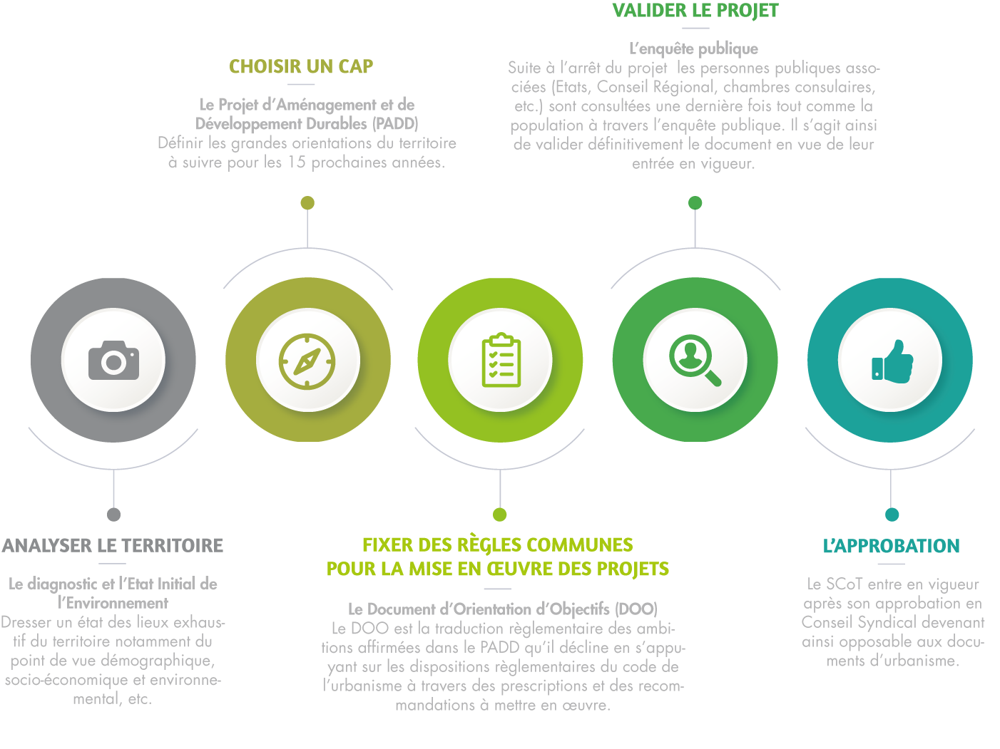 ANALYSER LE TERRITOIRE
Le diagnostic et l’Etat Initial de
l’Environnement
Dresser un état des lieux exhaus-
tif du territoire notamment du
point de vue démographique,
socio-économique et environne-
mental, etc.
CHOISIR UN CAP
Le Projet d’Aménagement et de
Développement Durables (PADD)
Définir les grandes orientations du territoire
à suivre pour les 15 prochaines années.
FIXER DES RÈGLES COMMUNES
POUR LA MISE EN ŒUVRE DES PROJETS
Le Document d’Orientation d’Objectifs (DOO)
Le DOO est la traduction règlementaire des ambi-
tions affirmées dans le PADD qu’il décline en s’appu-
yant sur les dispositions règlementaires du code de
l’urbanisme à travers des prescriptions et des recom-
mandations à mettre en œuvre.
VALIDER LE PROJET
L’enquête publique
Suite à l’arrêt du projet les personnes publiques asso-
ciées (Etats, Conseil Régional, chambres consulaires,
etc.) sont consultées une dernière fois tout comme la
population à travers l’enquête publique. Il s’agit ainsi
de valider définitivement le document en vue de leur
entrée en vigueur.
L’APPROBATION
Le SCoT entre en vigueur
après son approbation en
Conseil Syndical devenant
ainsi opposable aux docu-
ments d’urbanisme.